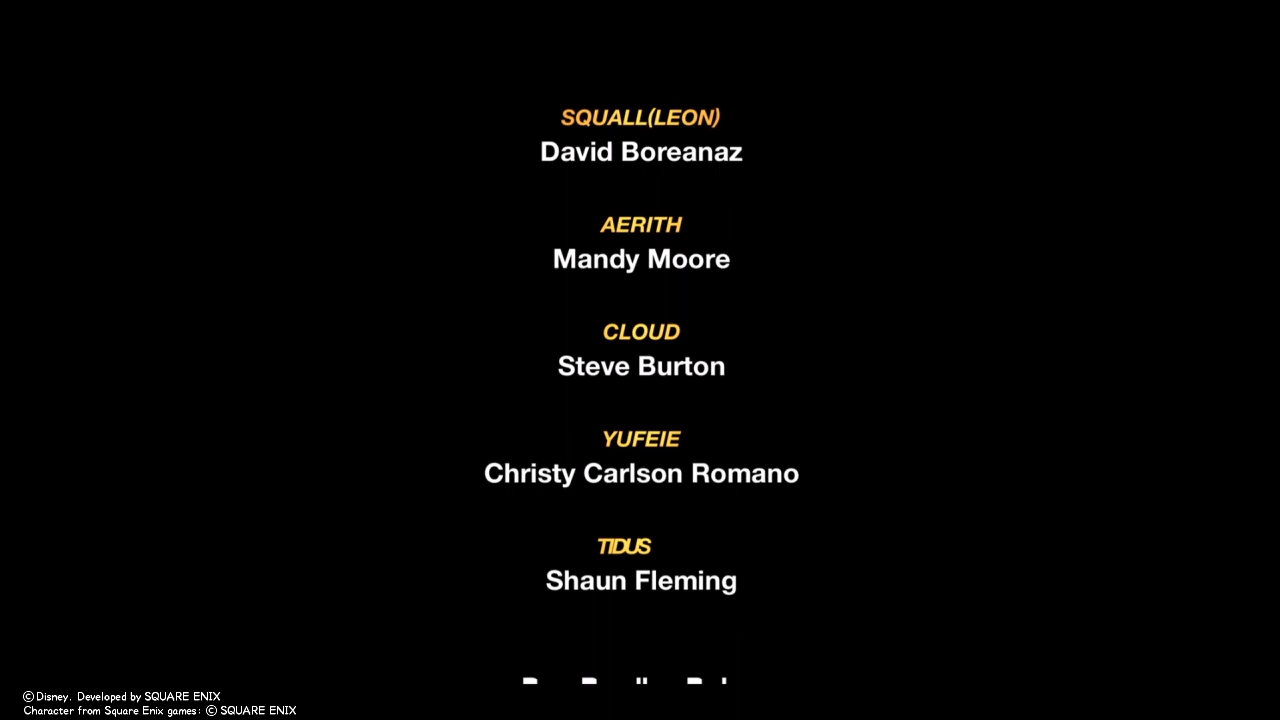 SQUALL(LEON)
David Boreanaz
AERITH
Mandy Moore
CLOUD
Steve Burton
YUFEIE
Christy Carlson Romano
TIDUS
Shaun Fleming
©Disney. Developed by SQUARE ENIX
Character from Square Enix games: © SQUARE ENIX